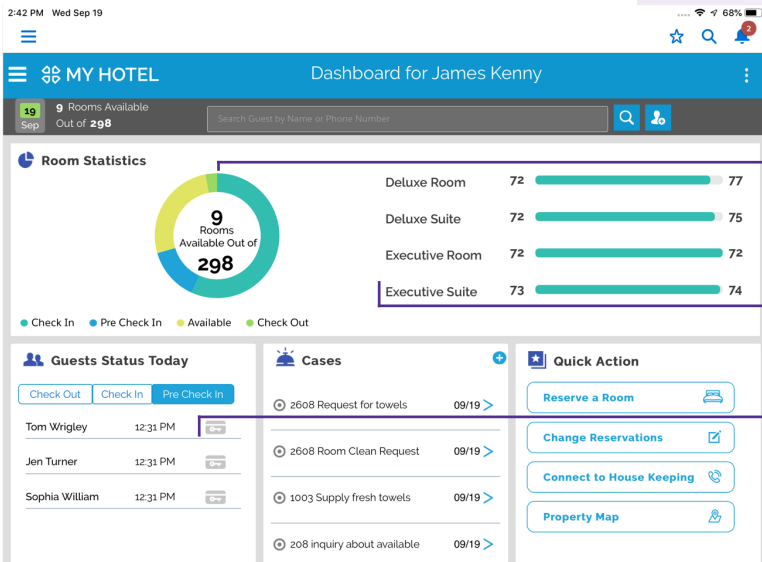 2:42 PM Wed Sep 19
68%
2
MY HOTEL
Dashboard for James Kenny
19
Sep
9 Rooms Available
Out of 298
Search Guest by Name or Phone Number
Room Statistics
9
Rooms
Available Out of
298
Deluxe Room 72 77
Deluxe Suite 72 75
Executive Room 72 72
Executive Suite 73 74
Check In Pre Check In Available Check Out
Guests Status Today
Check Out Check In Pre Check In
Tom Wrigley 12:31 PM
Jen Turner 12:31 PM
Sophia William 12:31 PM
Cases
2608 Request for towels 09/19
2608 Room Clean Request 09/19
1003 Supply fresh towels 09/19
208 inquiry about available 09/19
Quick Action
Reserve a Room
Change Reservations
Connect to House Keeping
Property Map